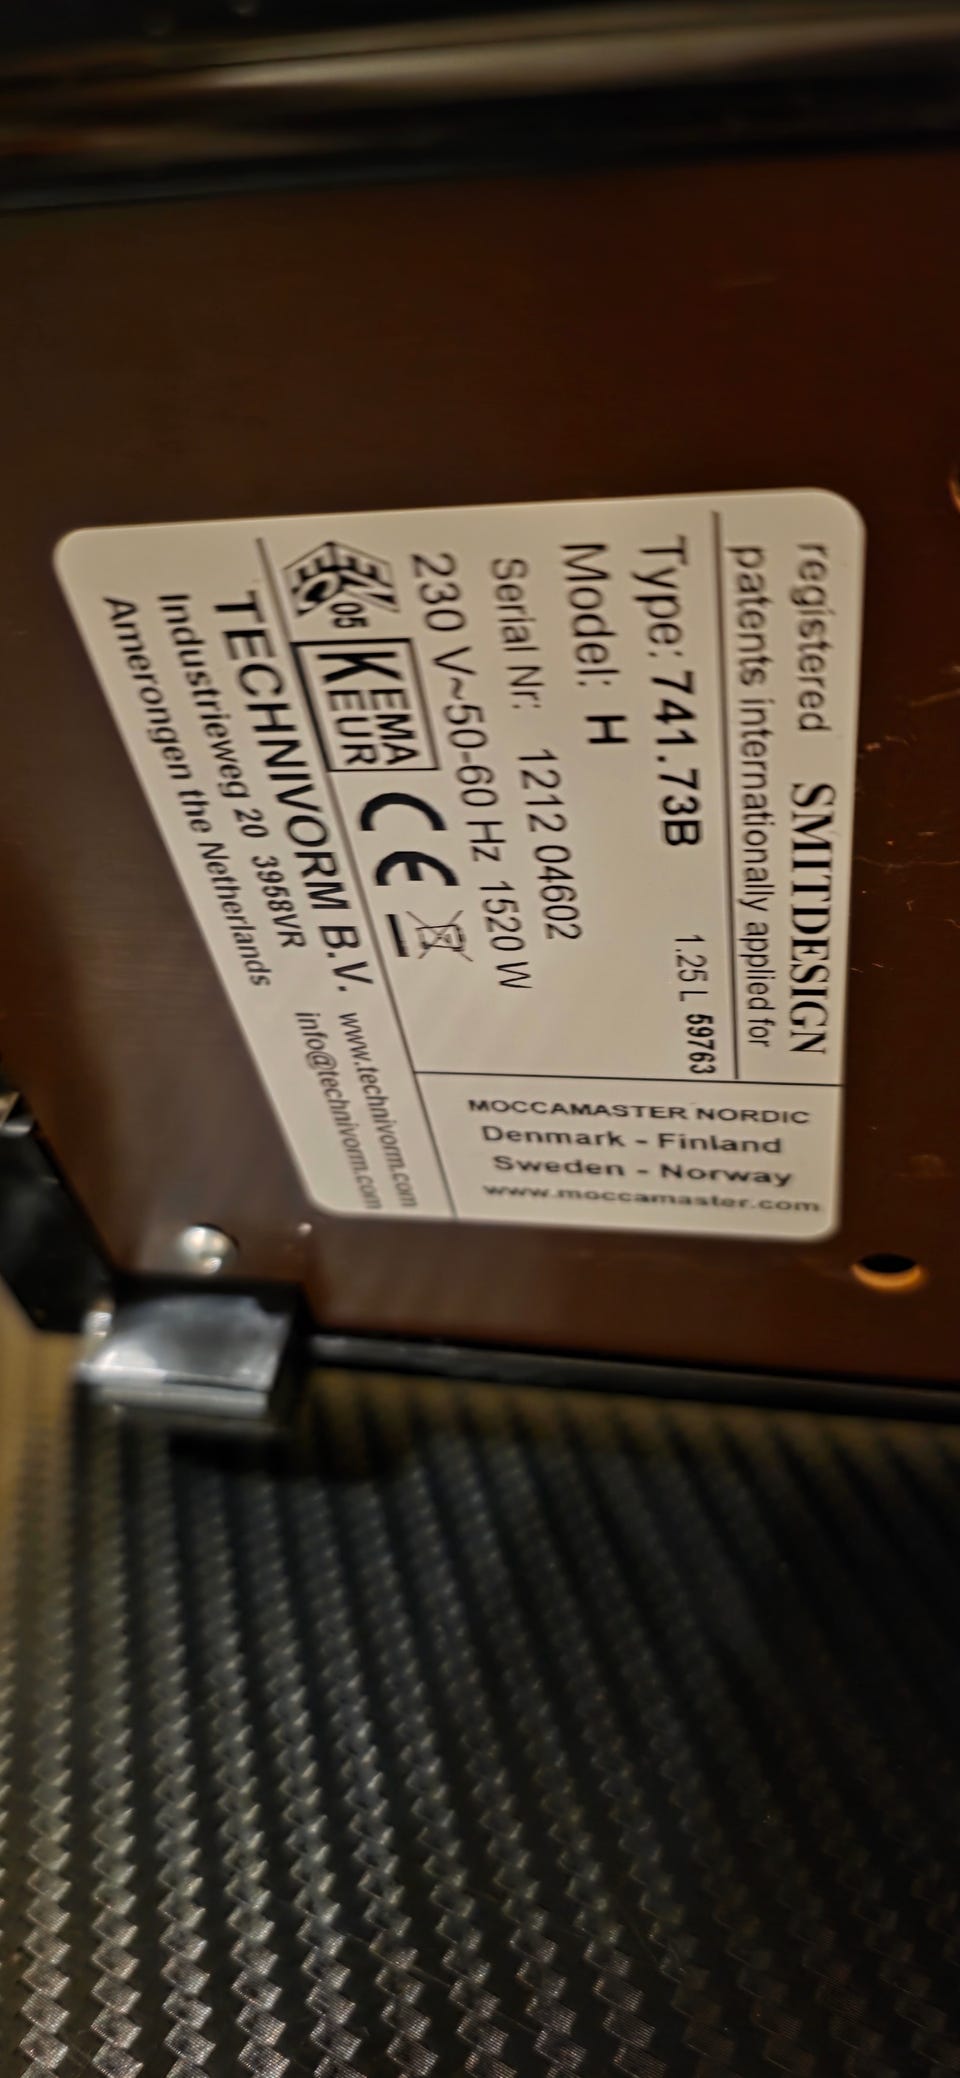 registered SMITDESIGN
patents internationally applied for
Type: 741.73B 1.25 L 59763
Model: H
Serial Nr: 1212 04602
230 V~50-60 Hz 1520 W
05 KEMA KEUR CE
TECHNIVORM B.V. www.technivorm.com
Industrieweg 20 3958VR info@technivorm.com
Amerongen the Netherlands
MOCCAMASTER NORDIC
Denmark - Finland
Sweden - Norway
www.moccamaster.com